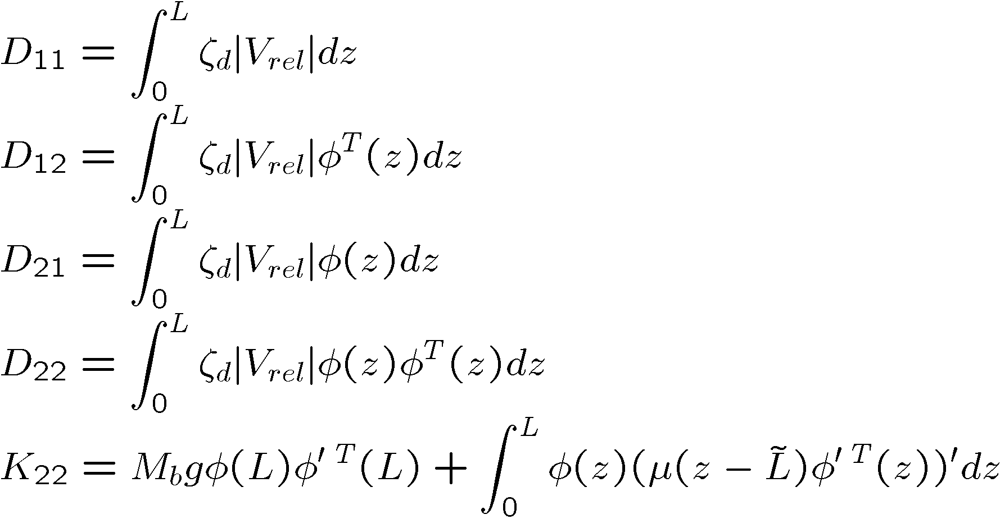 $D_{11} = \int_0^L \zeta_d |V_{rel}| dz$
$D_{12} = \int_0^L \zeta_d |V_{rel}| \phi^T(z) dz$
$D_{21} = \int_0^L \zeta_d |V_{rel}| \phi(z) dz$
$D_{22} = \int_0^L \zeta_d |V_{rel}| \phi(z) \phi^T(z) dz$
$K_{22} = M_b g \phi(L) \phi'^{\,T}(L) + \int_0^L \phi(z) (\mu(z - \tilde{L}) \phi'^{\,T}(z))' dz$